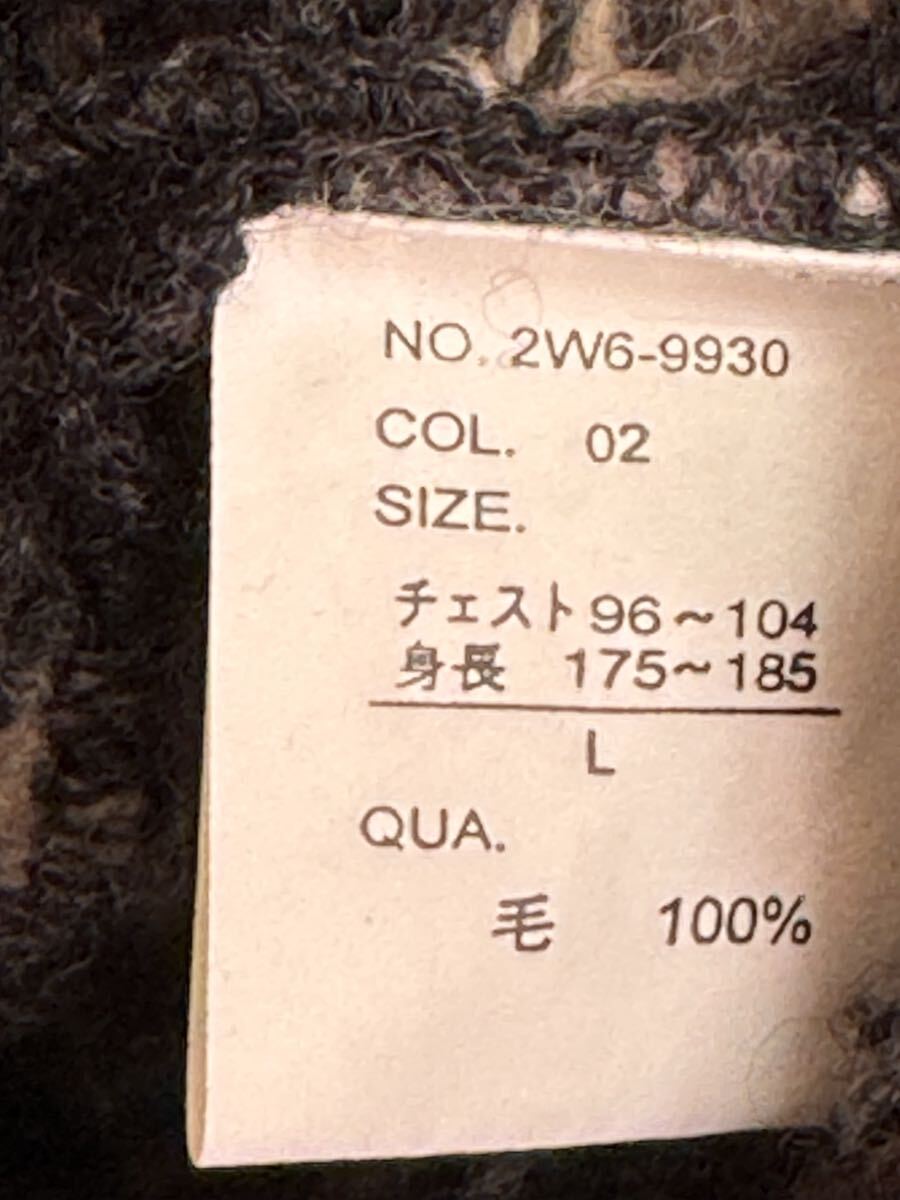 NO. 2W6-9930
COL. 02
SIZE.
チェスト 96～104
身長 175～185
L
QUA.
毛 100%